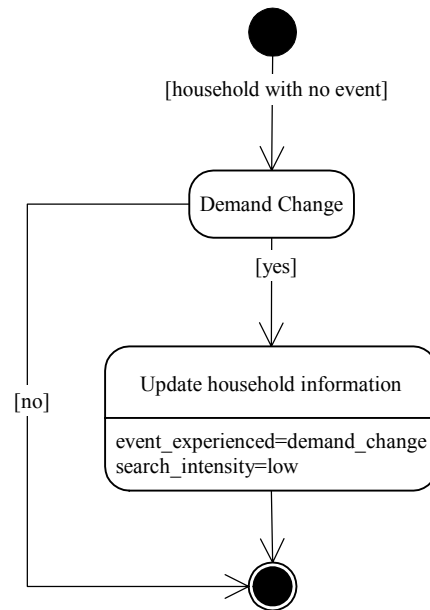 [household with no event]
Demand Change
[yes]
Update household information
[no]
event_experienced=demand_change
search_intensity=low